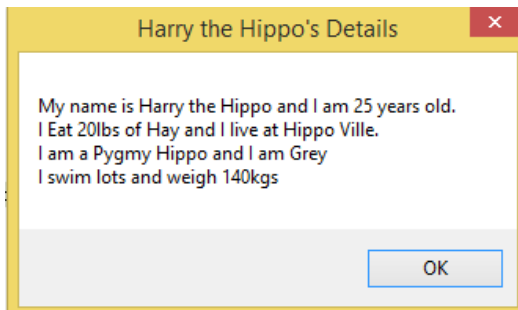 Harry the Hippo's Details
My name is Harry the Hippo and I am 25 years old.
I Eat 20lbs of Hay and I live at Hippo Ville.
I am a Pygmy Hippo and I am Grey
I swim lots and weigh 140kgs
OK